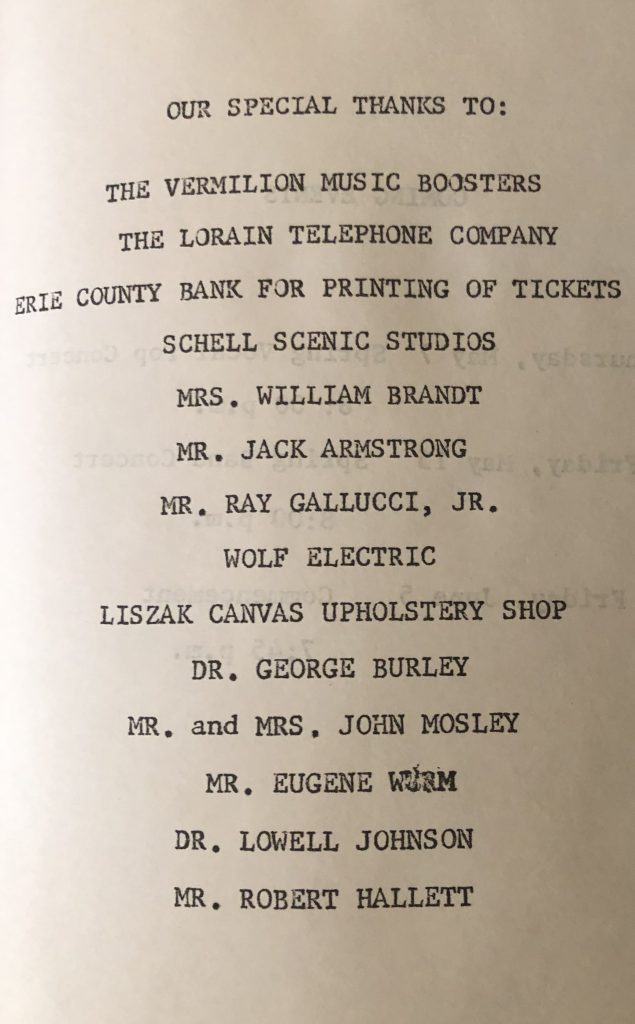 OUR SPECIAL THANKS TO:
THE VERMILION MUSIC BOOSTERS
THE LORAIN TELEPHONE COMPANY
ERIE COUNTY BANK FOR PRINTING OF TICKETS
SCHELL SCENIC STUDIOS
MRS. WILLIAM BRANDT
MR. JACK ARMSTRONG
MR. RAY GALLUCCI, JR.
WOLF ELECTRIC
LISZAK CANVAS UPHOLSTERY SHOP
DR. GEORGE BURLEY
MR. and MRS. JOHN MOSLEY
MR. EUGENE
DR. LOWELL JOHNSON
MR. ROBERT HALLETT